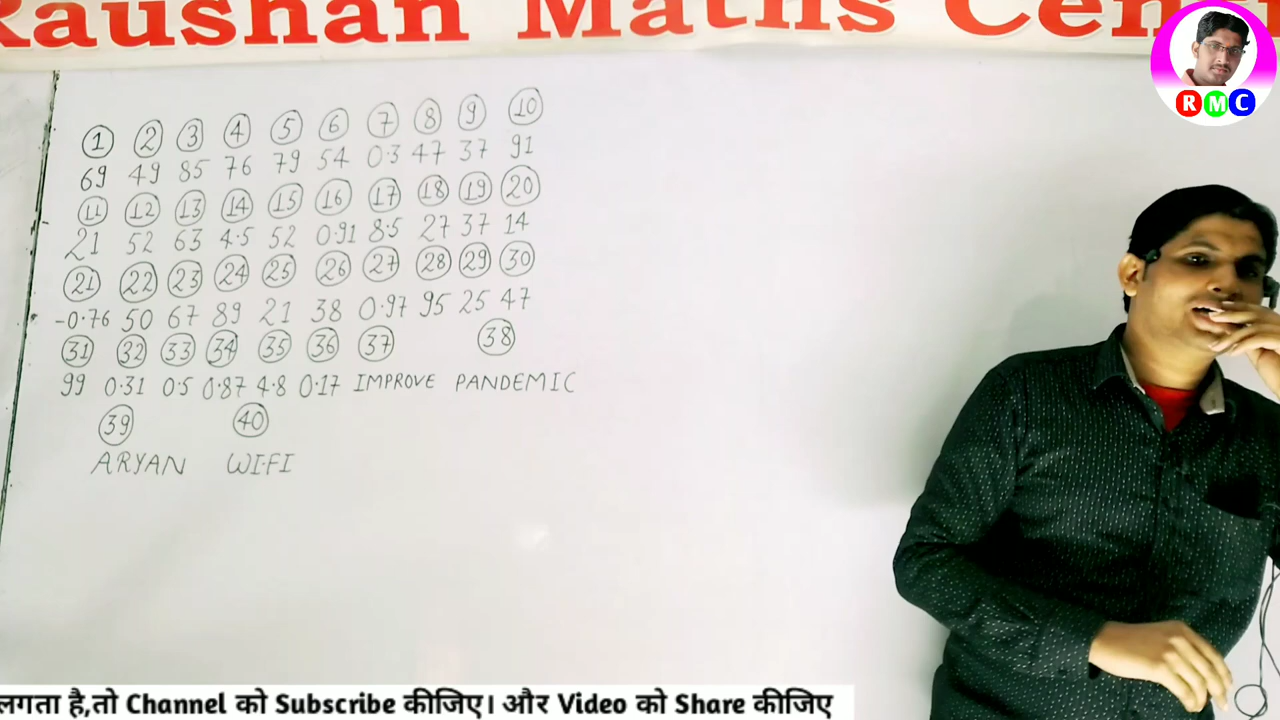 Raushan Maths Cent
R M C
1 2 3 4 5 6 7 8 9 10
69 49 85 76 79 54 0.3 47 37 91
11 12 13 14 15 16 17 18 19 20
21 52 63 4.5 52 0.91 8.5 27 37 14
21 22 23 24 25 26 27 28 29 30
-0.76 50 67 89 21 38 0.97 95 25 47
31 32 33 34 35 36 37 38
99 0.31 0.5 0.87 4.8 0.17 IMPROVE PANDEMIC
39 40
ARYAN WI.FI
लगता है,तो Channel को Subscribe कीजिए। और Video को Share कीजिए